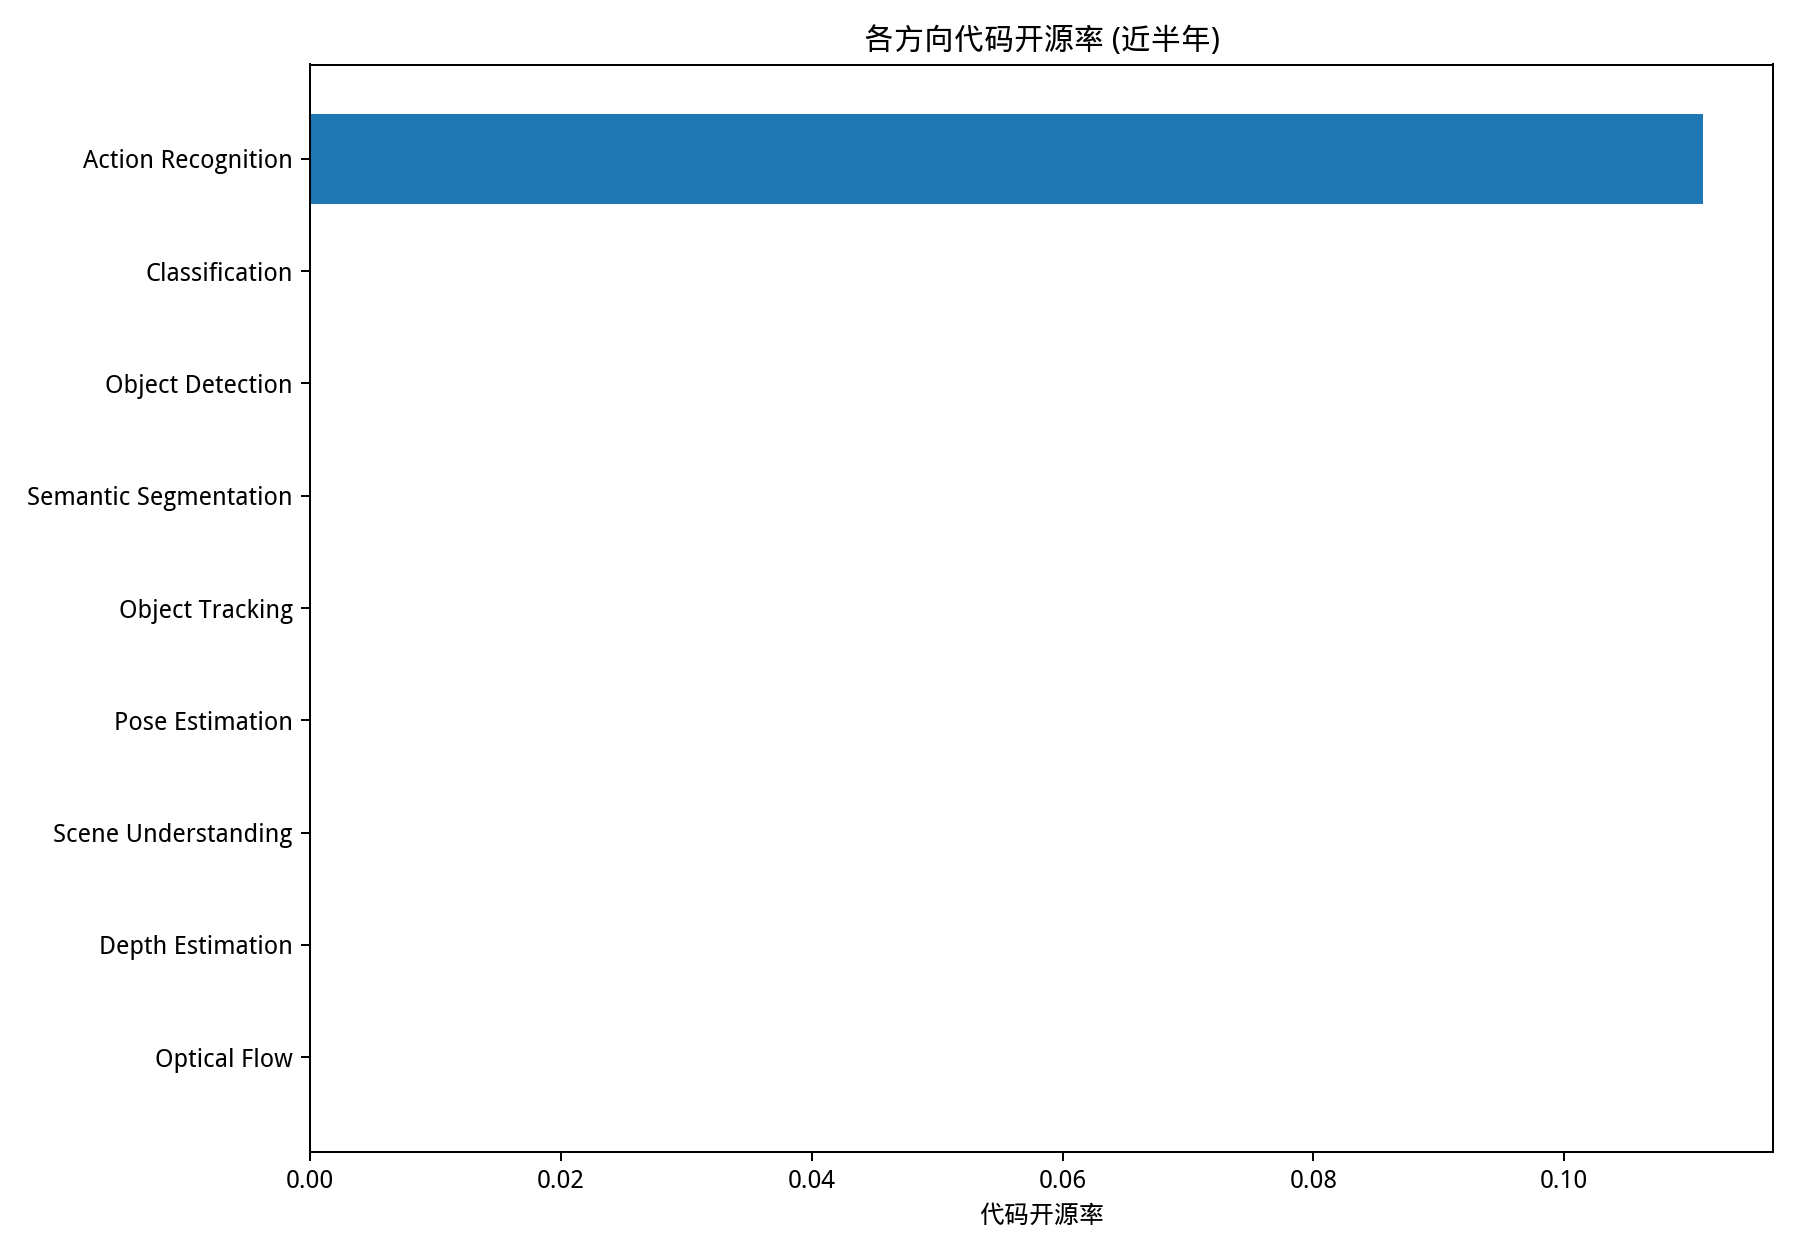 各方向代码开源率 (近半年)
Action Recognition
Classification
Object Detection
Semantic Segmentation
Object Tracking
Pose Estimation
Scene Understanding
Depth Estimation
Optical Flow
0.00 0.02 0.04 0.06 0.08 0.10
代码开源率